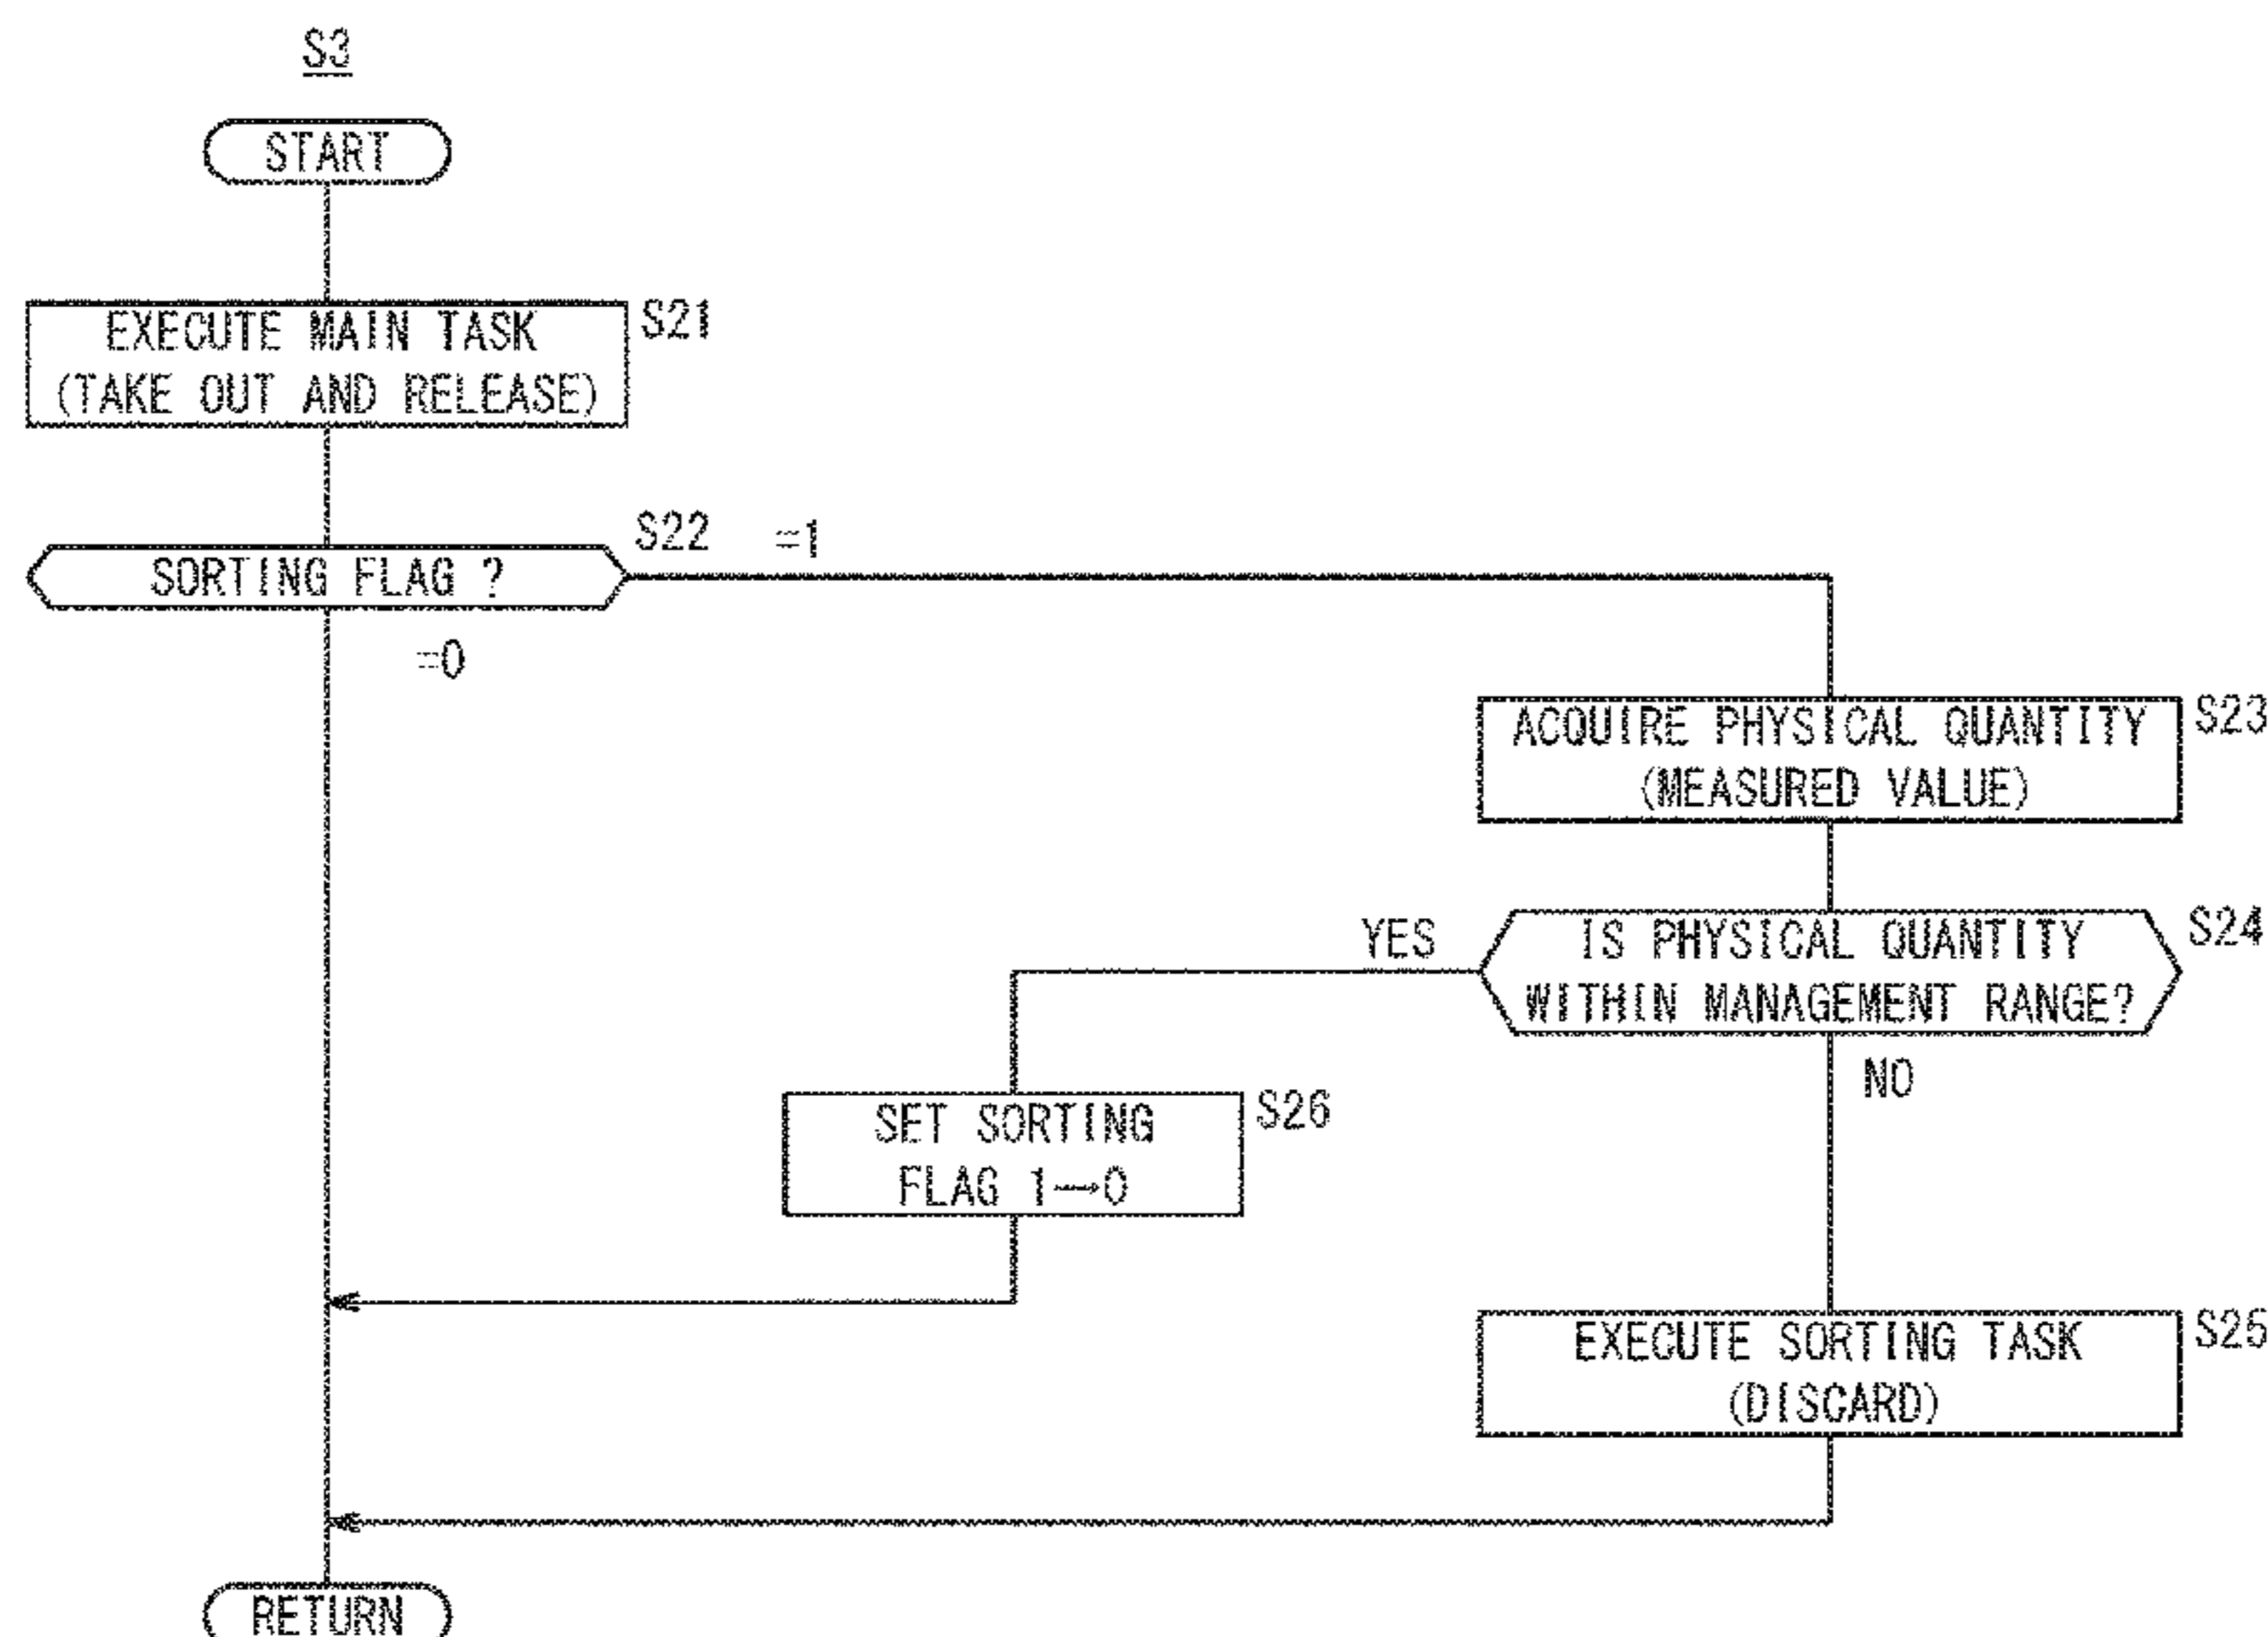 S3
START
EXECUTE MAIN TASK
(TAKE OUT AND RELEASE)
S21
SORTING FLAG ?
S22
=1
=0
ACQUIRE PHYSICAL QUANTITY
(MEASURED VALUE)
S23
IS PHYSICAL QUANTITY
WITHIN MANAGEMENT RANGE?
S24
YES
NO
SET SORTING
FLAG 1→0
S26
EXECUTE SORTING TASK
(DISCARD)
S25
RETURN